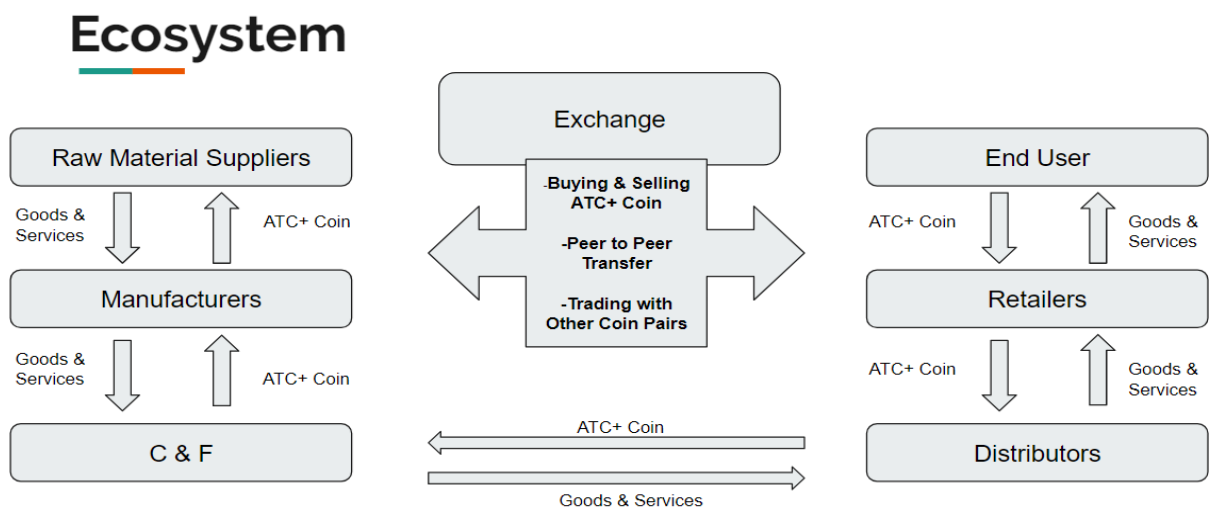 Ecosystem
Exchange
Raw Material Suppliers
End User
-Buying & Selling
ATC+ Coin
-Peer to Peer
Transfer
-Trading with
Other Coin Pairs
Goods &
Services
ATC+ Coin
ATC+ Coin
Goods &
Services
Manufacturers
Retailers
Goods &
Services
ATC+ Coin
ATC+ Coin
Goods &
Services
C & F
ATC+ Coin
Goods & Services
Distributors